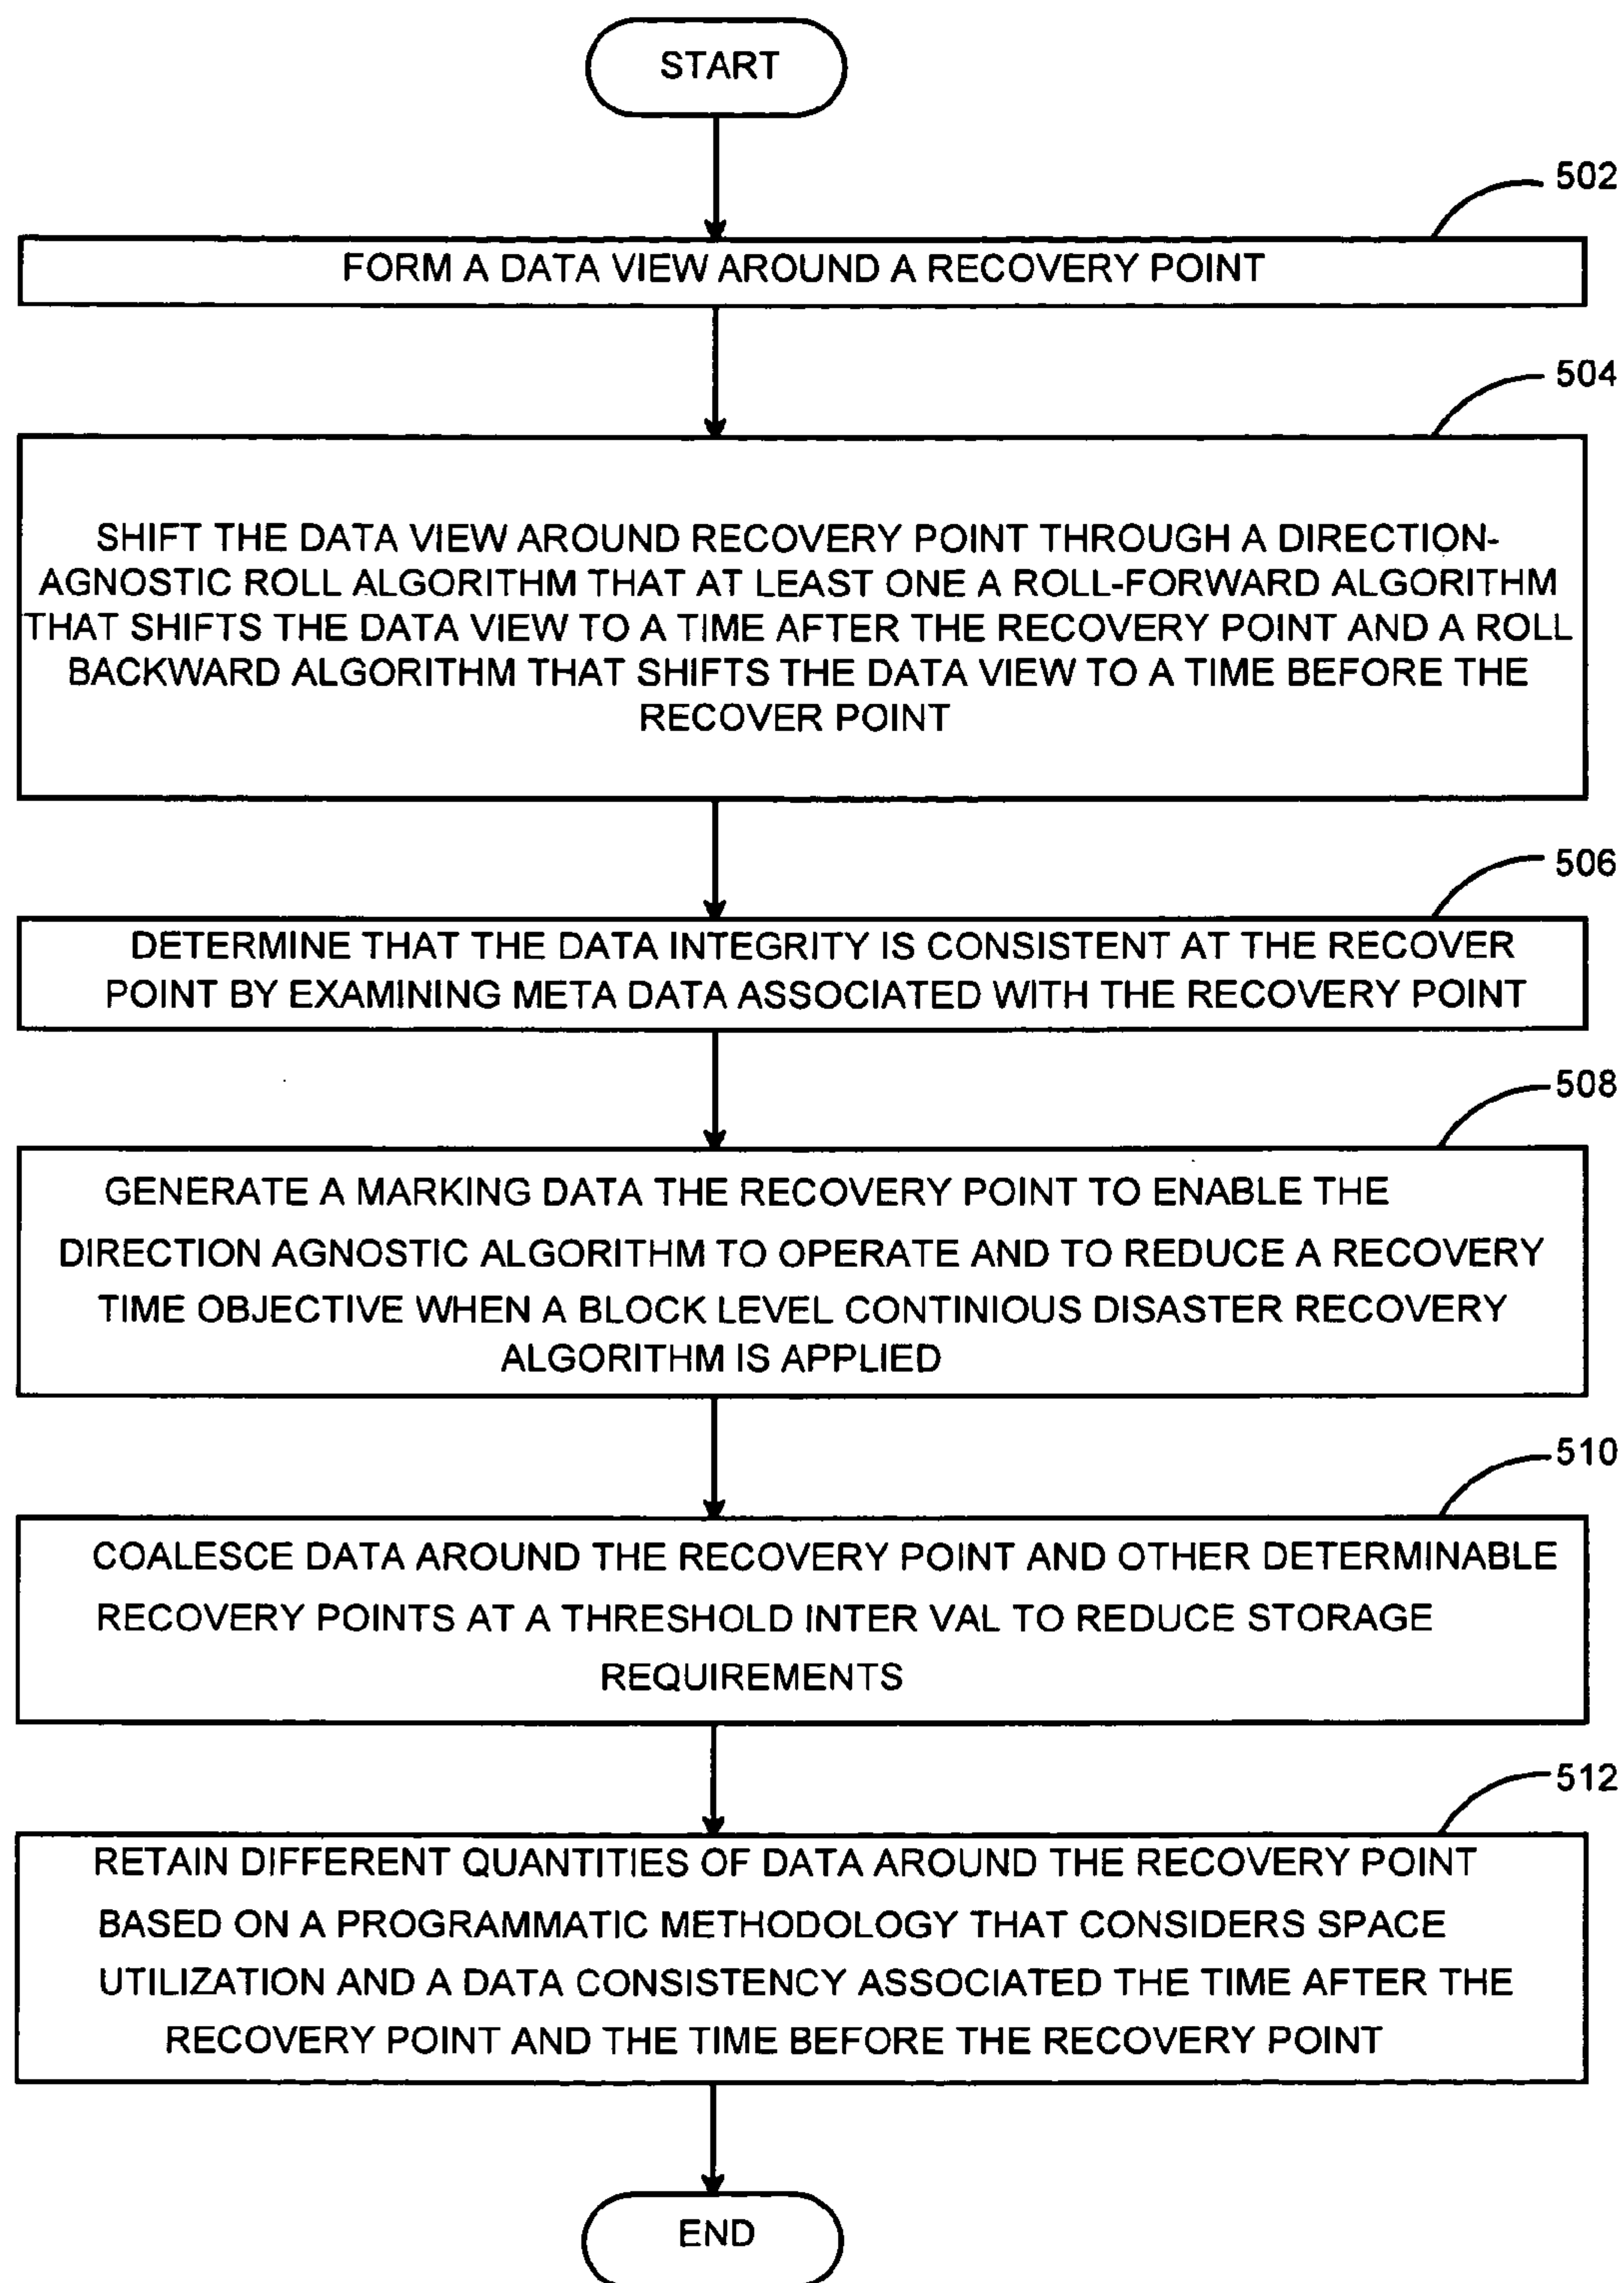 START
502
FORM A DATA VIEW AROUND A RECOVERY POINT
504
SHIFT THE DATA VIEW AROUND RECOVERY POINT THROUGH A DIRECTION-
AGNOSTIC ROLL ALGORITHM THAT AT LEAST ONE A ROLL-FORWARD ALGORITHM
THAT SHIFTS THE DATA VIEW TO A TIME AFTER THE RECOVERY POINT AND A ROLL
BACKWARD ALGORITHM THAT SHIFTS THE DATA VIEW TO A TIME BEFORE THE
RECOVER POINT
506
DETERMINE THAT THE DATA INTEGRITY IS CONSISTENT AT THE RECOVER
POINT BY EXAMINING META DATA ASSOCIATED WITH THE RECOVERY POINT
508
GENERATE A MARKING DATA THE RECOVERY POINT TO ENABLE THE
DIRECTION AGNOSTIC ALGORITHM TO OPERATE AND TO REDUCE A RECOVERY
TIME OBJECTIVE WHEN A BLOCK LEVEL CONTINIOUS DISASTER RECOVERY
ALGORITHM IS APPLIED
510
COALESCE DATA AROUND THE RECOVERY POINT AND OTHER DETERMINABLE
RECOVERY POINTS AT A THRESHOLD INTER VAL TO REDUCE STORAGE
REQUIREMENTS
512
RETAIN DIFFERENT QUANTITIES OF DATA AROUND THE RECOVERY POINT
BASED ON A PROGRAMMATIC METHODOLOGY THAT CONSIDERS SPACE
UTILIZATION AND A DATA CONSISTENCY ASSOCIATED THE TIME AFTER THE
RECOVERY POINT AND THE TIME BEFORE THE RECOVERY POINT
END